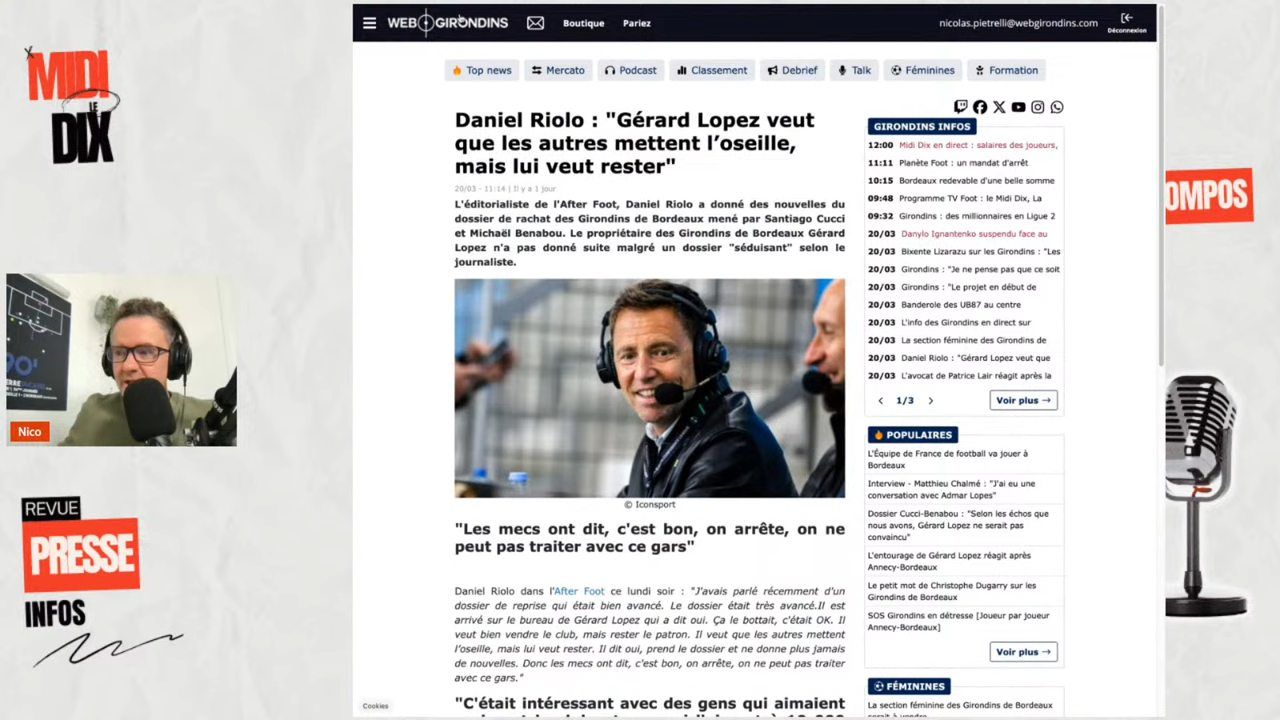 MIDI
LE
DIX
WEB GIRONDINS
Boutique
Pariez
nicolas.pietrelli@webgirondins.com
Déconnexion
Top news
Mercato
Podcast
Classement
Debrief
Talk
Féminines
Formation
Daniel Riolo : "Gérard Lopez veut
que les autres mettent l’oseille,
mais lui veut rester"
20/03 - 11:14 | Il y a 1 jour
L'éditorialiste de l'After Foot, Daniel Riolo a donné des nouvelles du
dossier de rachat des Girondins de Bordeaux mené par Santiago Cucci
et Michaël Benabou. Le propriétaire des Girondins de Bordeaux Gérard
Lopez n'a pas donné suite malgré un dossier "séduisant" selon le
journaliste.
© Iconsport
"Les mecs ont dit, c'est bon, on arrête, on ne
peut pas traiter avec ce gars"
Daniel Riolo dans l'After Foot ce lundi soir : "J'avais parlé récemment d'un
dossier de reprise qui était bien avancé. Le dossier était très avancé.Il est
arrivé sur le bureau de Gérard Lopez qui a dit oui. Ça le bottait, c'était OK. Il
veut bien vendre le club, mais rester le patron. Il veut que les autres mettent
l'oseille, mais lui veut rester. Il dit oui, prend le dossier et ne donne plus jamais
de nouvelles. Donc les mecs ont dit, c'est bon, on arrête, on ne peut pas traiter
avec ce gars."
"C'était intéressant avec des gens qui aimaient
GIRONDINS INFOS
12:00 Midi Dix en direct : salaires des joueurs,
11:11 Planète Foot : un mandat d'arrêt
10:15 Bordeaux redevable d'une belle somme
09:48 Programme TV Foot : le Midi Dix, La
09:32 Girondins : des millionnaires en Ligue 2
20/03 Danylo Ignantenko suspendu face au
20/03 Bixente Lizarazu sur les Girondins : "Les
20/03 Girondins : "Je ne pense pas que ce soit
20/03 Girondins : "Le projet en début de
20/03 Banderole des UB87 au centre
20/03 L'info des Girondins en direct sur
20/03 La section féminine des Girondins de
20/03 Daniel Riolo : "Gérard Lopez veut que
20/03 L'avocat de Patrice Lair réagit après la
1/3
Voir plus →
POPULAIRES
L'Équipe de France de football va jouer à
Bordeaux
Interview - Matthieu Chalmé : "J'ai eu une
conversation avec Admar Lopes"
Dossier Cucci-Benabou : "Selon les échos que
nous avons, Gérard Lopez ne serait pas
convaincu"
L'entourage de Gérard Lopez réagit après
Annecy-Bordeaux
Le petit mot de Christophe Dugarry sur les
Girondins de Bordeaux
SOS Girondins en détresse [Joueur par joueur
Annecy-Bordeaux]
Voir plus →
FÉMININES
La section féminine des Girondins de Bordeaux
Cookies
Nico
REVUE
PRESSE
INFOS
OMPOS